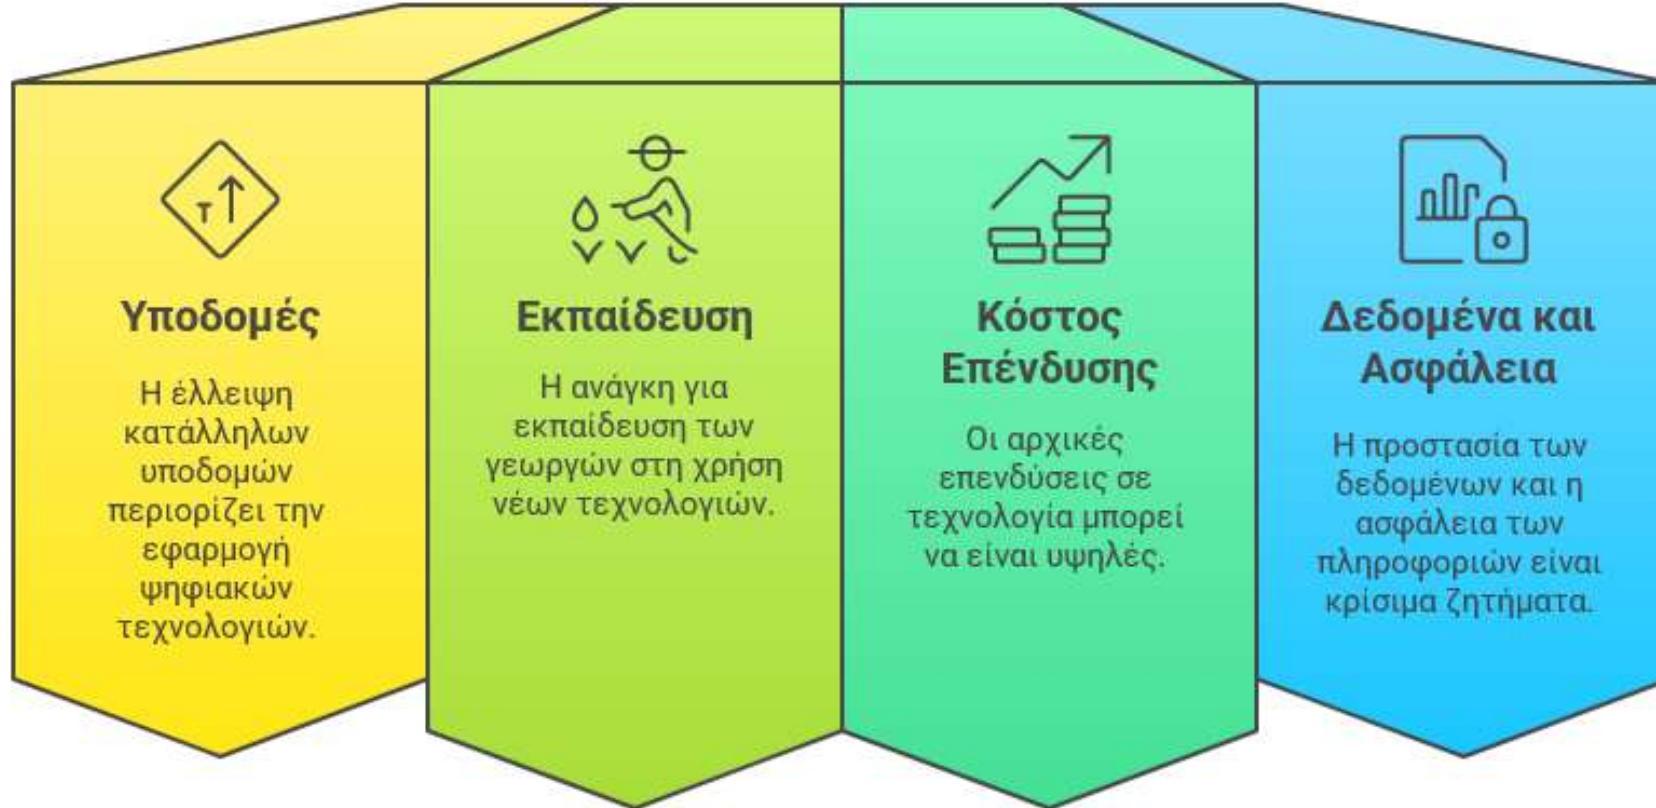 T
Υποδομές
Η έλλειψη
κατάλληλων
υποδομών
περιορίζει την
εφαρμογή
ψηφιακών
τεχνολογιών.
Εκπαίδευση
Η ανάγκη για
εκπαίδευση των
γεωργών στη χρήση
νέων τεχνολογιών.
Κόστος
Επένδυσης
Οι αρχικές
επενδύσεις σε
τεχνολογία μπορεί
να είναι υψηλές.
Δεδομένα και
Ασφάλεια
Η προστασία των
δεδομένων και η
ασφάλεια των
πληροφοριών είναι
κρίσιμα ζητήματα.